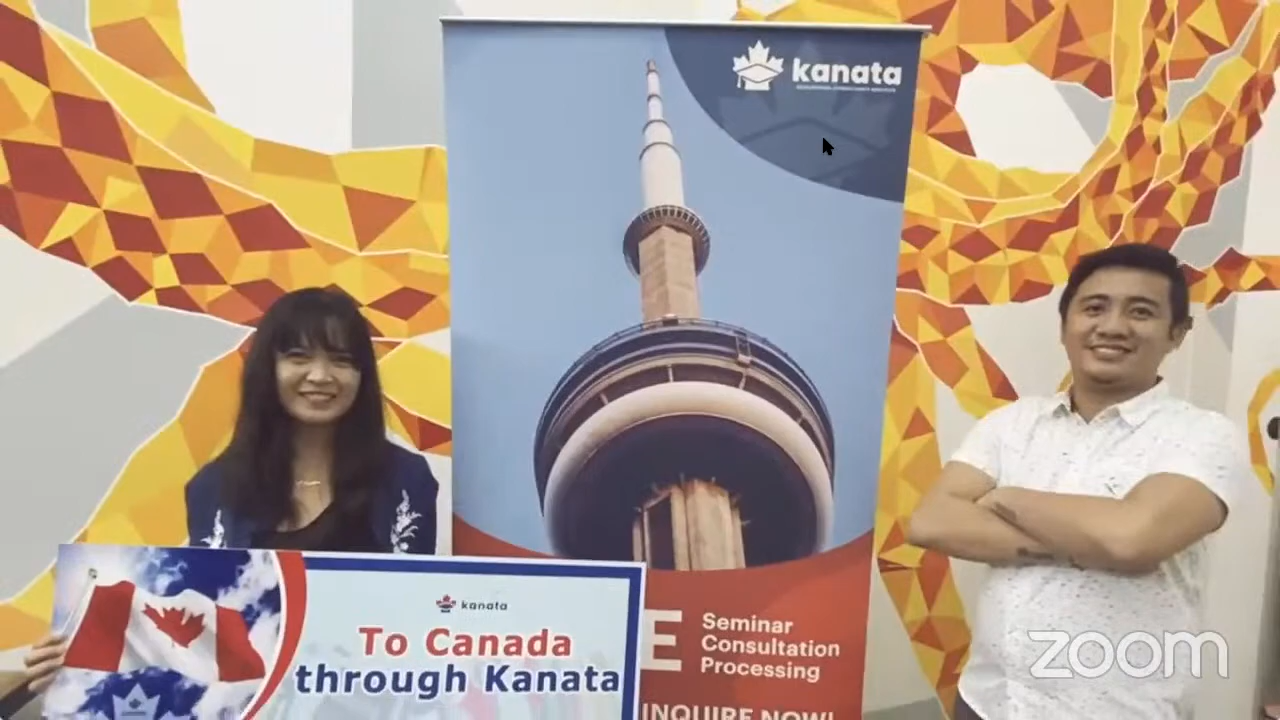 kanata
kanata
To Canada
through Kanata
E
Seminar
Consultation
Processing
INQUIRE NOW!
zoom